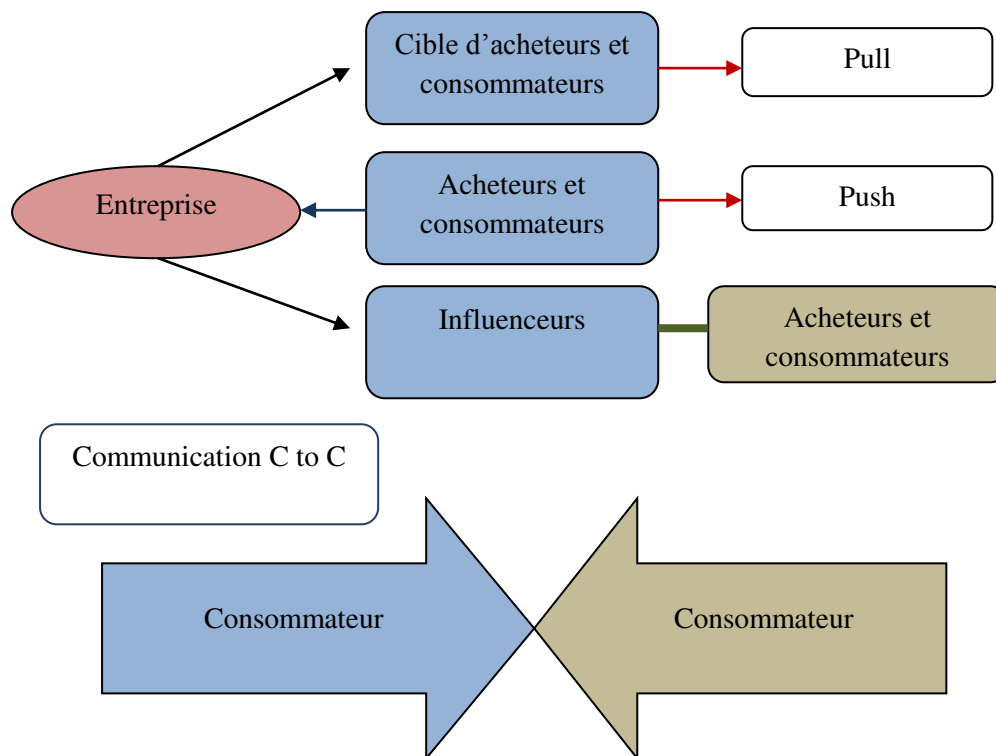 Cible d’acheteurs et
consommateurs
Pull
Entreprise
Acheteurs et
consommateurs
Push
Influenceurs
Acheteurs et
consommateurs
Communication C to C
Consommateur
Consommateur